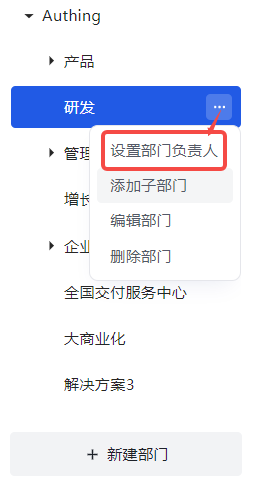 Authing
产品
研发
设置部门负责人
管理
添加子部门
增长
编辑部门
企业
删除部门
全国交付服务中心
大商业化
解决方案3
+ 新建部门